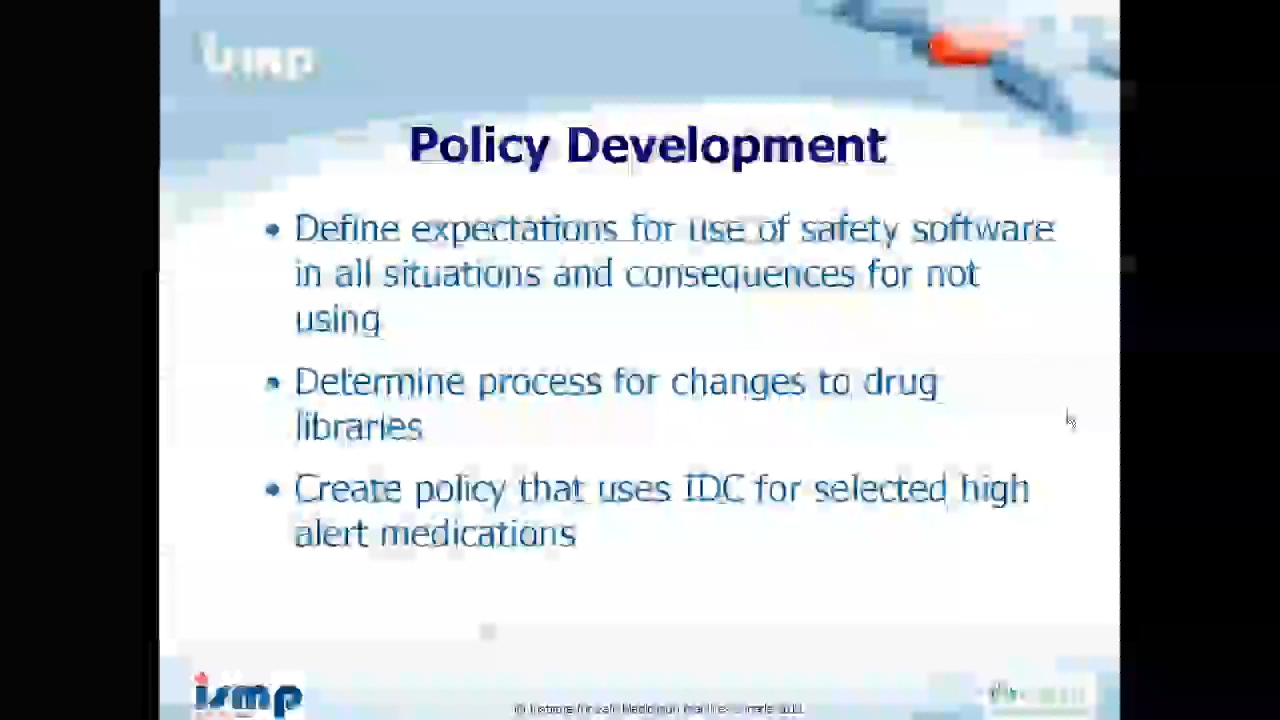 ismp
Policy Development
• Define expectations for use of safety software
in all situations and consequences for not
using
• Determine process for changes to drug
libraries
• Create policy that uses IDC for selected high
alert medications
ismp